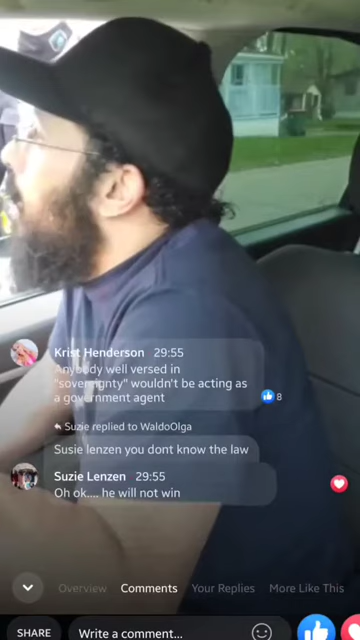 Krist Henderson 29:55
Anybody well versed in
"sovereignty" wouldn't be acting as
a government agent
8
Suzie replied to WaldoOlga
Susie lenzen you dont know the law
Suzie Lenzen 29:55
Oh ok.... he will not win
Overview Comments Your Replies More Like This
SHARE Write a comment...